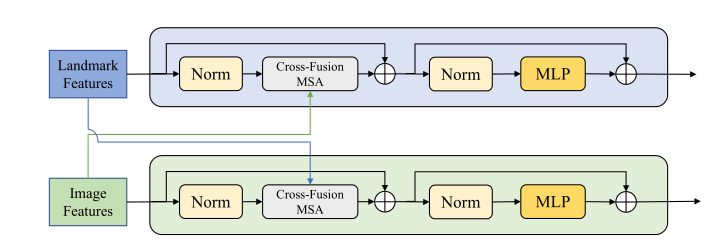 Landmark
Features
Norm
Cross-Fusion
MSA
Norm
MLP
Image
Features
Norm
Cross-Fusion
MSA
Norm
MLP